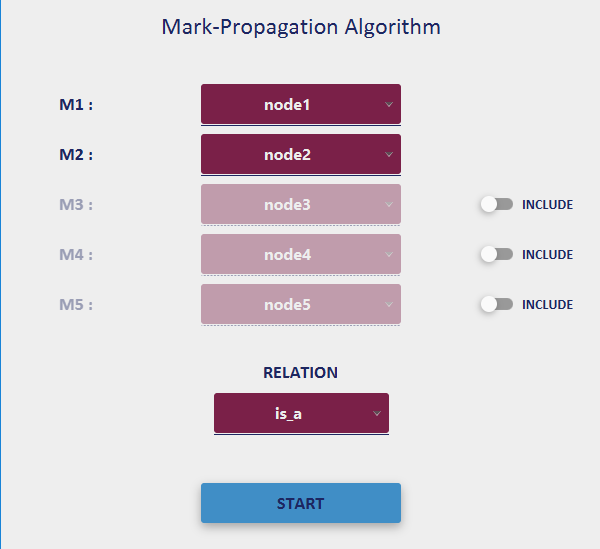 Mark-Propagation Algorithm
M1 : node1
M2 : node2
M3 : node3 INCLUDE
M4 : node4 INCLUDE
M5 : node5 INCLUDE
RELATION
is_a
START